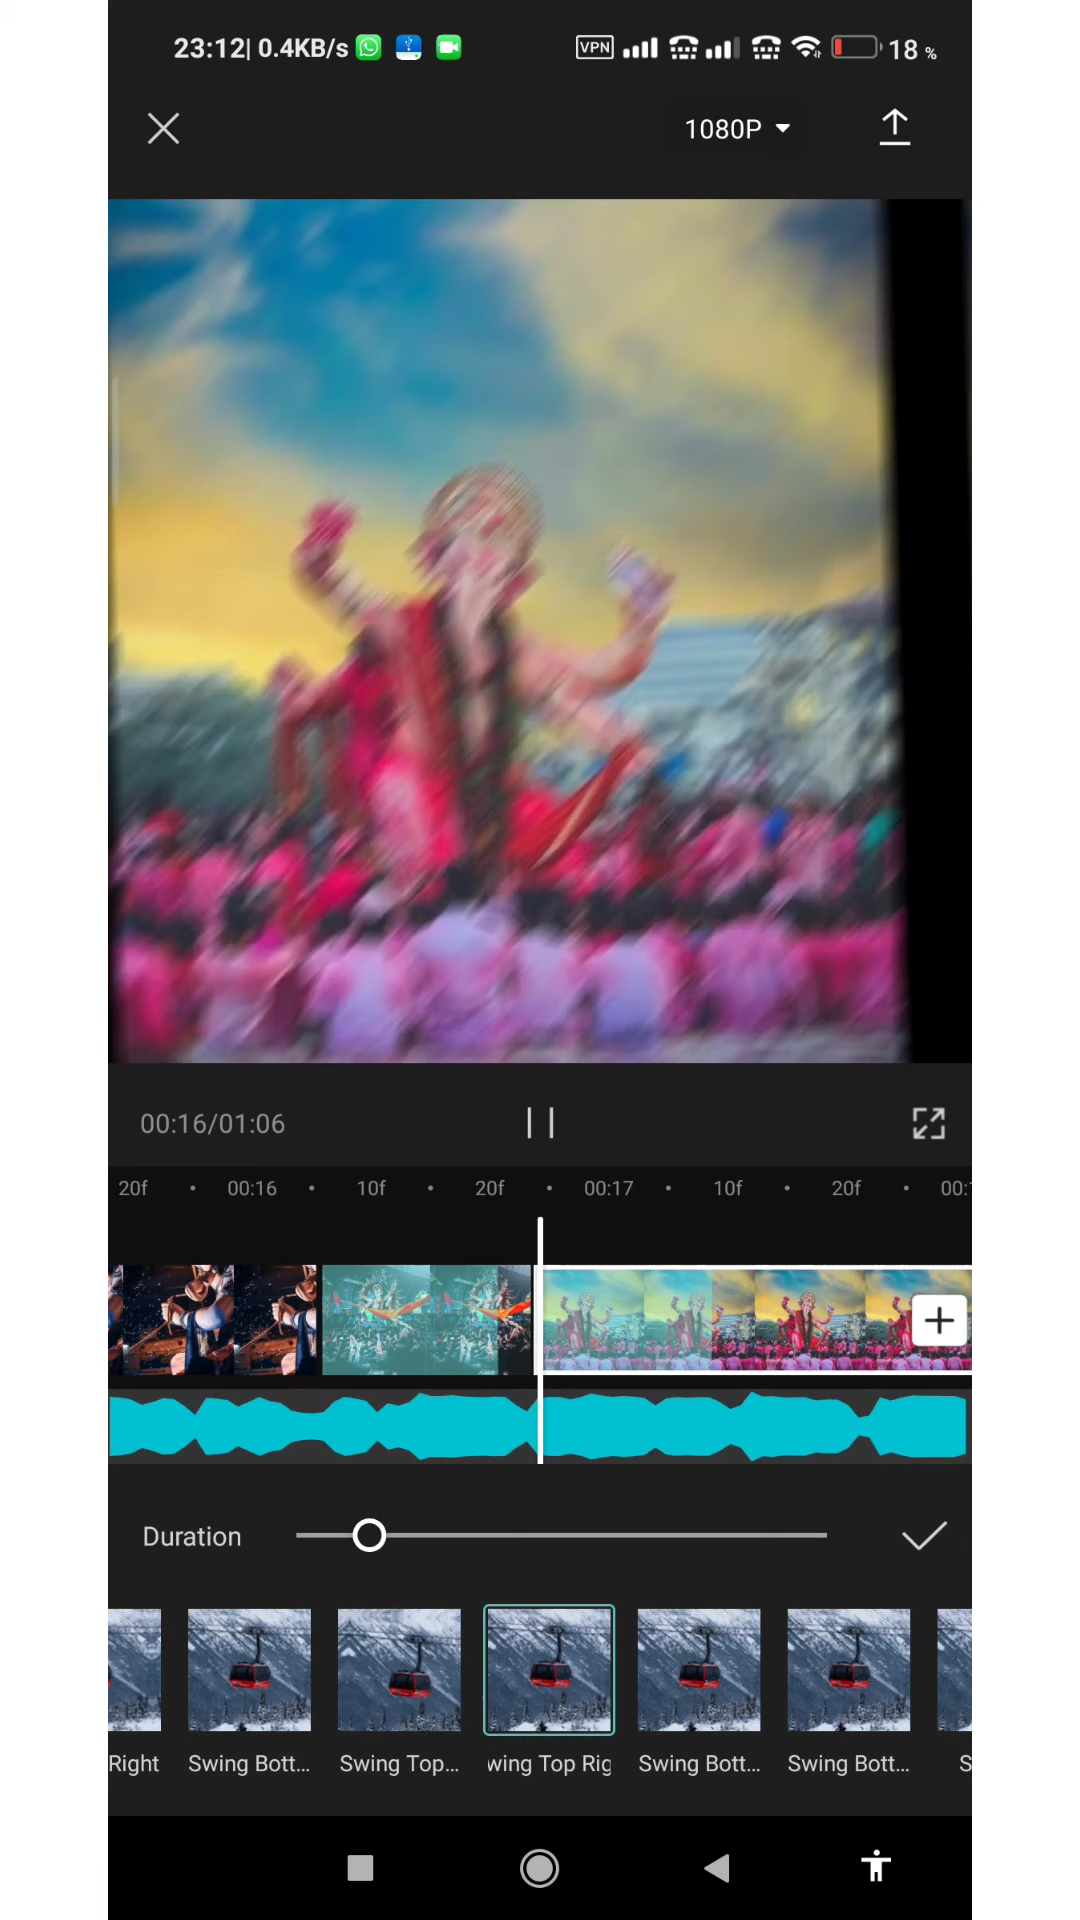 23:12| 0.4KB/s VPN 18 %
1080P
00:16/01:06
20f 00:16 10f 20f 00:17 10f 20f 00:
Duration
Right Swing Bott... Swing Top... wing Top Rig Swing Bott... Swing Bott... S